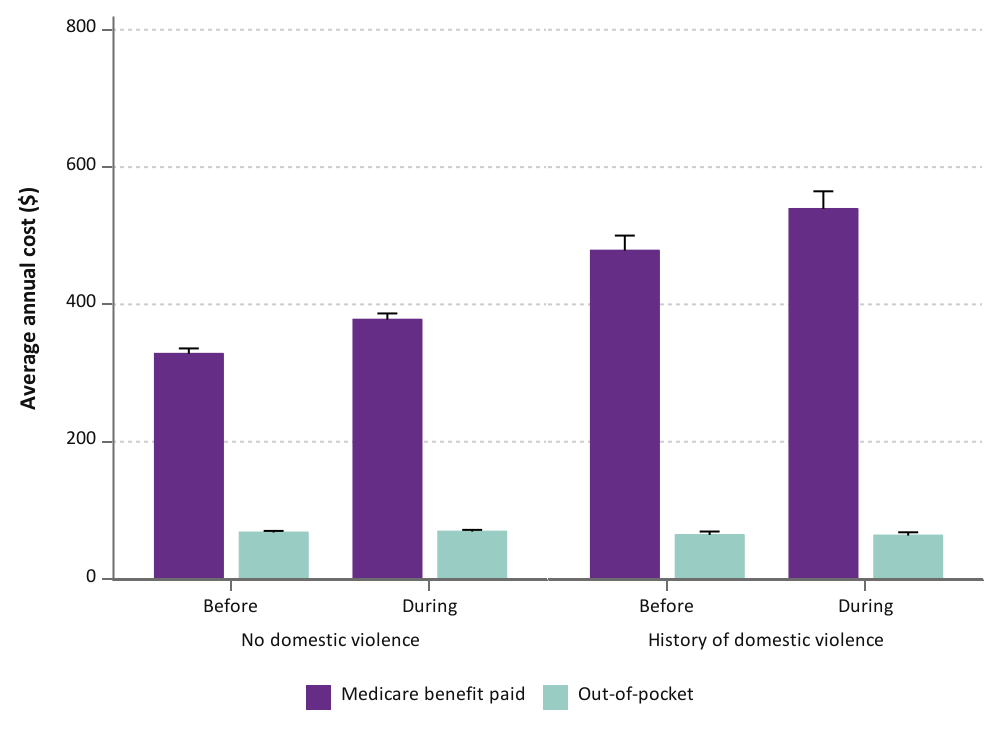 800
600
400
200
0
Average annual cost ($)
Before During Before During
No domestic violence History of domestic violence
Medicare benefit paid Out-of-pocket